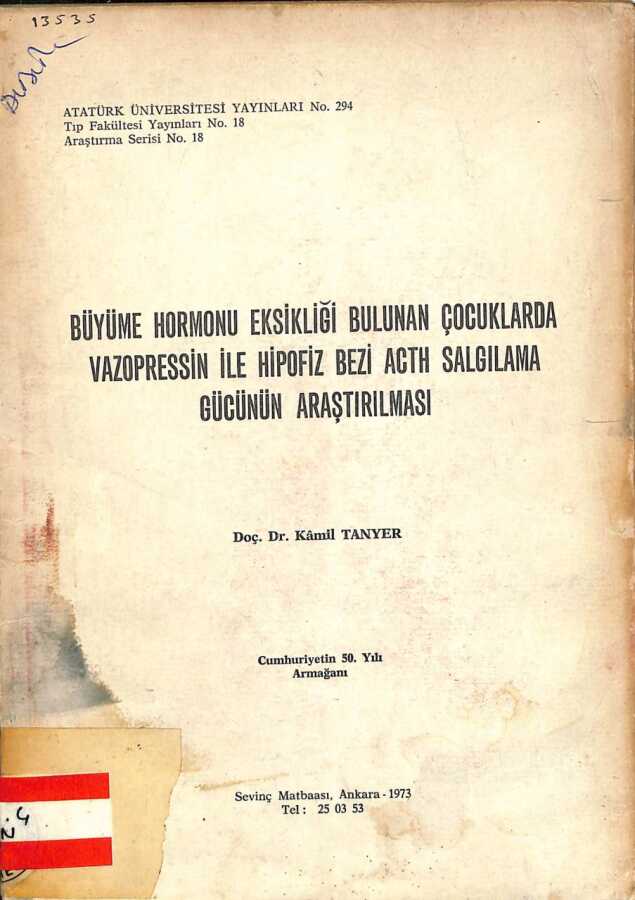 13535
ATATÜRK ÜNİVERSİTESİ YAYINLARI No. 294
Tıp Fakültesi Yayınları No. 18
Araştırma Serisi No. 18
BÜYÜME HORMONU EKSİKLİĞİ BULUNAN ÇOCUKLARDA
VAZOPRESSİN İLE HİPOFİZ BEZİ ACTH SALGILAMA
GÜCÜNÜN ARAŞTIRILMASI
Doç. Dr. Kâmil TANYER
Cumhuriyetin 50. Yılı
Armağanı
Sevinç Matbaası, Ankara - 1973
Tel : 25 03 53